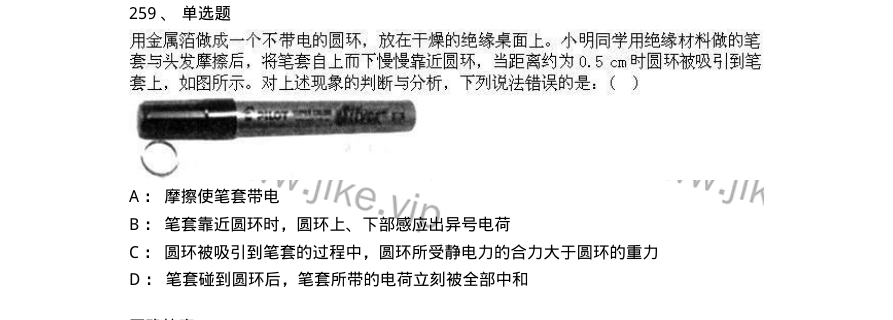 259 、 单选题
用金属箔做成一个不带电的圆环，放在干燥的绝缘桌面上。小明同学用绝缘材料做的笔
套与头发摩擦后，将笔套自上而下慢慢靠近圆环，当距离约为 0.5 cm 时圆环被吸引到笔
套上，如图所示。对上述现象的判断与分析，下列说法错误的是：（ ）
PILOT
A ： 摩擦使笔套带电
B ： 笔套靠近圆环时，圆环上、下部感应出异号电荷
C ： 圆环被吸引到笔套的过程中，圆环所受静电力的合力大于圆环的重力
D ： 笔套碰到圆环后，笔套所带的电荷立刻被全部中和